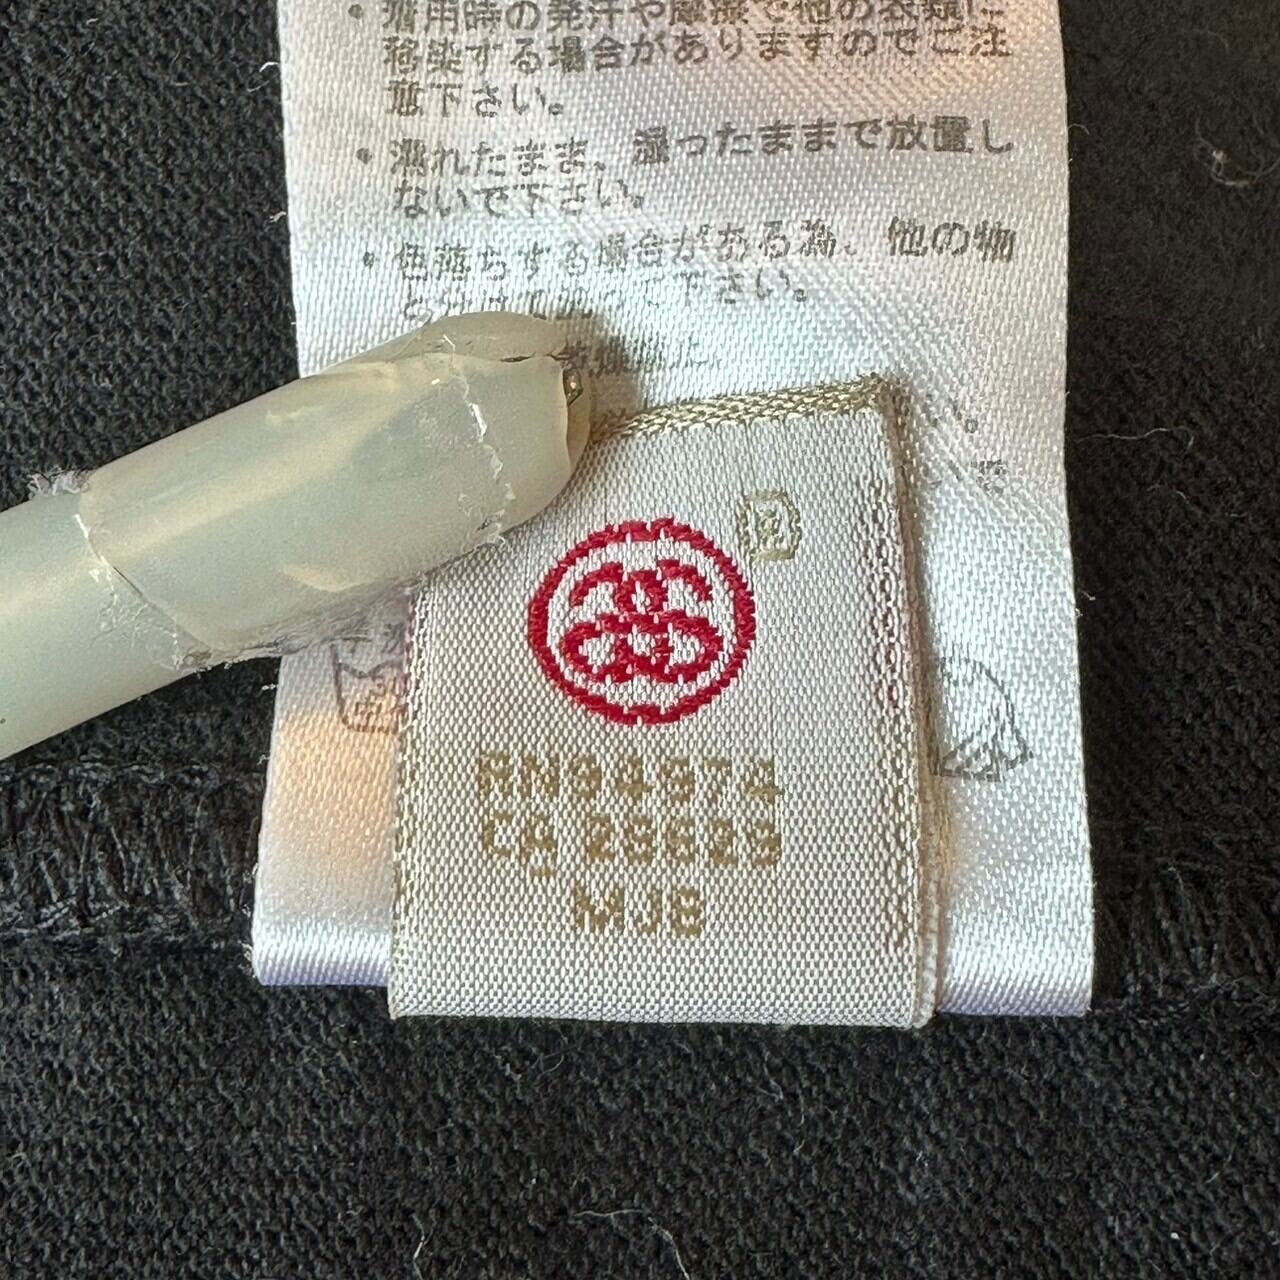 ・着用時の発汗や摩擦で他の衣類に
移染する場合がありますのでご注
意下さい。
・濡れたまま、湿ったままで放置し
ないで下さい。
・色落ちする場合がある為、他の物
下さい。
RN94974
CA 29629
MJ8